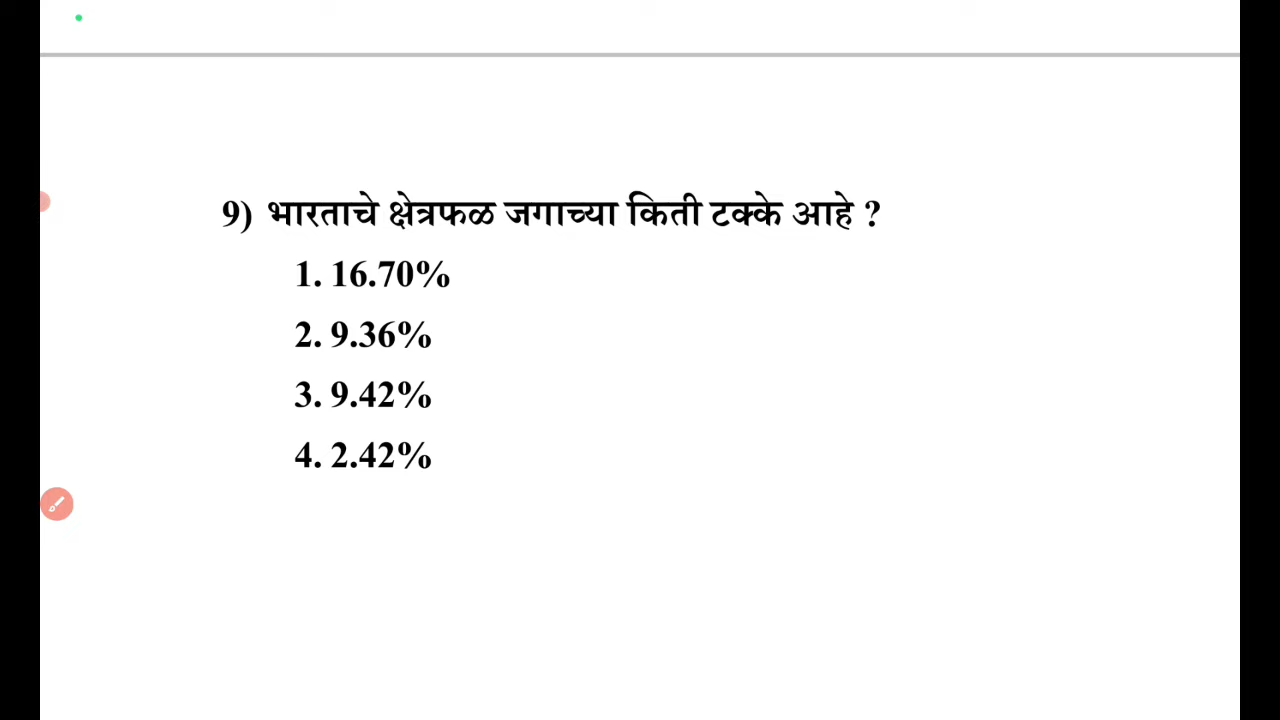 9) भारताचे क्षेत्रफळ जगाच्या किती टक्के आहे ?
1. 16.70%
2. 9.36%
3. 9.42%
4. 2.42%